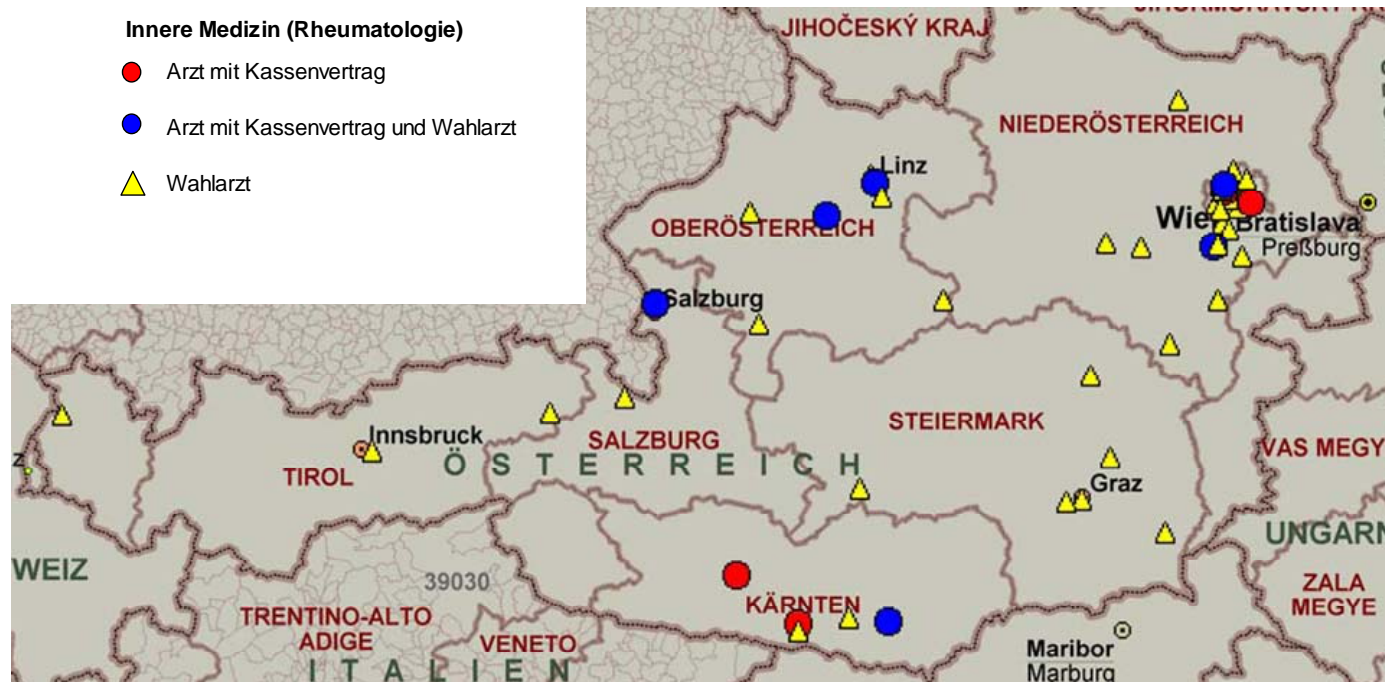 Innere Medizin (Rheumatologie)
Arzt mit Kassenvertrag
Arzt mit Kassenvertrag und Wahlarzt
Wahlarzt
JIHOČESKÝ KRAJ
NIEDERÖSTERREICH
Linz
Wien
Bratislava
Preßburg
OBERÖSTERREICH
Salzburg
STEIERMARK
Innsbruck
SALZBURG
VAS MEGY
ÖSTERREICH
TIROL
Graz
UNGARN
WEIZ
39030
ZALA
MEGYE
KÄRNTEN
TRENTINO-ALTO
ADIGE
VENETO
Maribor
Marburg
ITALIEN